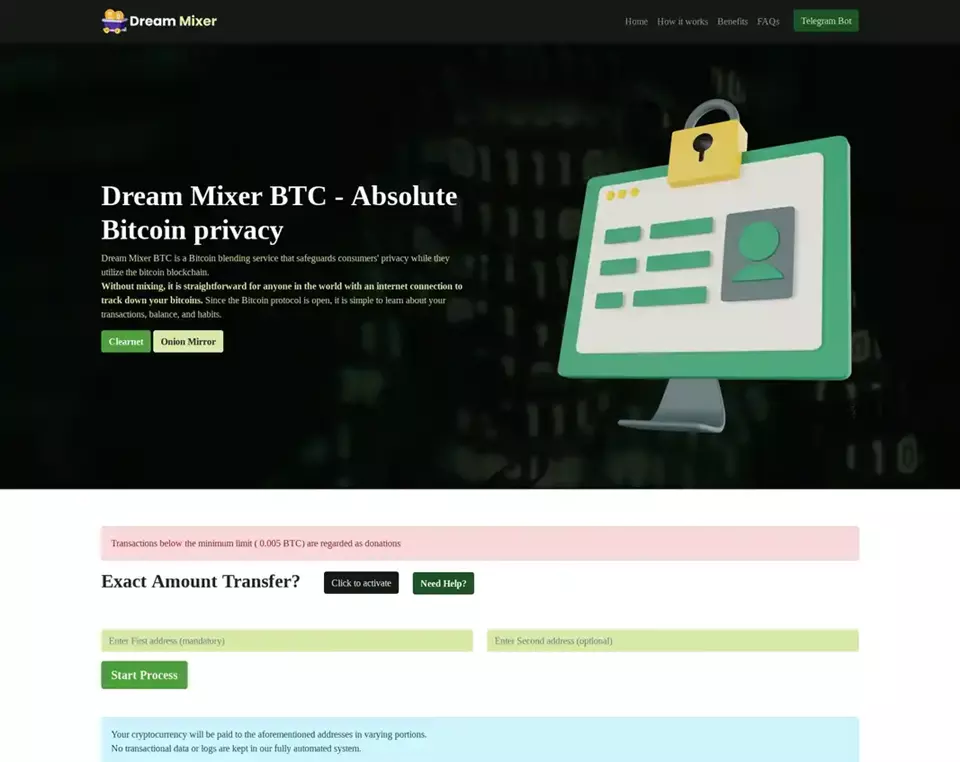 Dream Mixer
Home How it works Benefits FAQs Telegram Bot
Dream Mixer BTC - Absolute
Bitcoin privacy
Dream Mixer BTC is a Bitcoin blending service that safeguards consumers' privacy while they
utilize the bitcoin blockchain.
Without mixing, it is straightforward for anyone in the world with an internet connection to
track down your bitcoins. Since the Bitcoin protocol is open, it is simple to learn about your
transactions, balance, and habits.
Clearnet Onion Mirror
Transactions below the minimum limit ( 0.005 BTC) are regarded as donations
Exact Amount Transfer? Click to activate Need Help?
Enter First address (mandatory) Enter Second address (optional)
Start Process
Your cryptocurrency will be paid to the aforementioned addresses in varying portions.
No transactional data or logs are kept in our fully automated system.